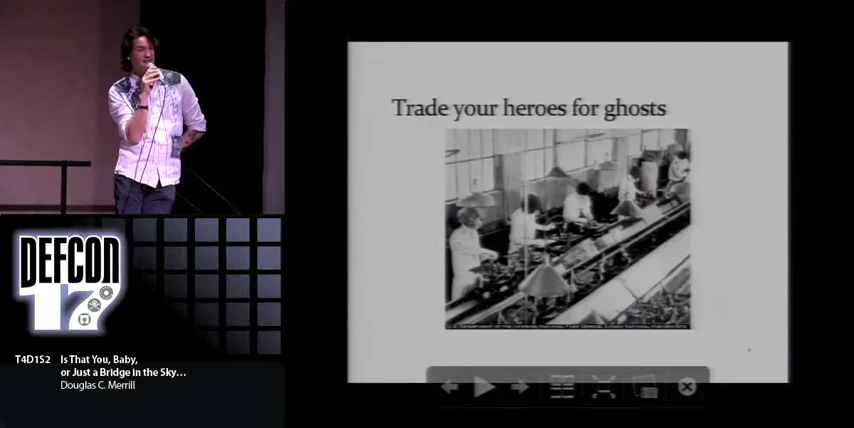 Trade your heroes for ghosts
DEFCON
17
T4D1S2 Is That You, Baby,
or Just a Bridge in the Sky...
Douglas C. Merrill